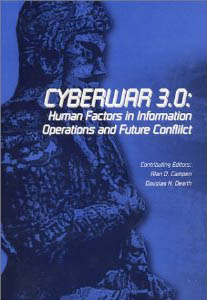 CYBERWAR 3.0:
Human Factors in Information
Operations and Future Conflict
Contributing Editors:
Alan D. Campen
Douglas H. Dearth